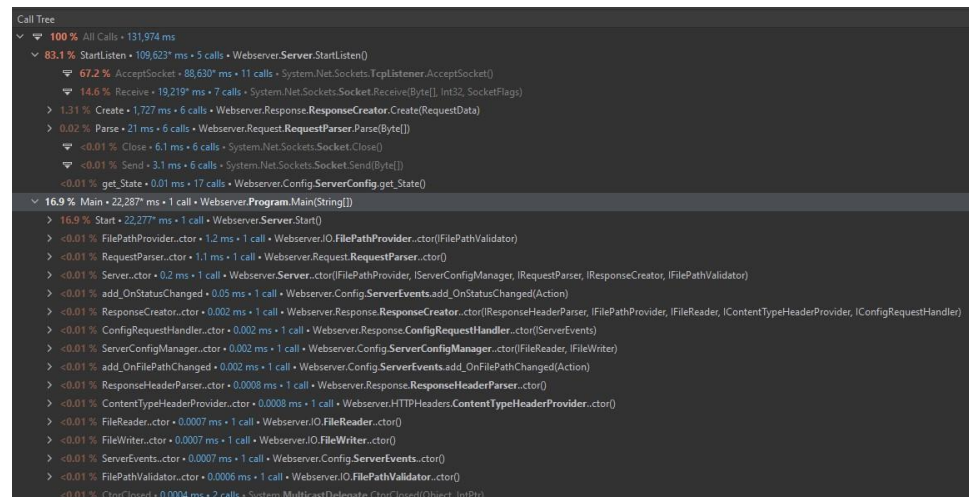 Call Tree
100 % All Calls • 131,974 ms
83.1 % StartListen • 109,623* ms • 5 calls • Webserver.Server.StartListen()
67.2 % AcceptSocket • 88,630* ms • 11 calls • System.Net.Sockets.TcpListener.AcceptSocket()
14.6 % Receive • 19,219* ms • 7 calls • System.Net.Sockets.Socket.Receive(Byte[], Int32, SocketFlags)
1.31 % Create • 1,727 ms • 6 calls • Webserver.Response.ResponseCreator.Create(RequestData)
0.02 % Parse • 21 ms • 6 calls • Webserver.Request.RequestParser.Parse(Byte[])
<0.01 % Close • 6.1 ms • 6 calls • System.Net.Sockets.Socket.Close()
<0.01 % Send • 3.1 ms • 6 calls • System.Net.Sockets.Socket.Send(Byte[])
<0.01 % get_State • 0.01 ms • 17 calls • Webserver.Config.ServerConfig.get_State()
16.9 % Main • 22,287* ms • 1 call • Webserver.Program.Main(String[])
16.9 % Start • 22,277* ms • 1 call • Webserver.Server.Start()
<0.01 % FilePathProvider..ctor • 1.2 ms • 1 call • Webserver.IO.FilePathProvider..ctor(IFilePathValidator)
<0.01 % RequestParser..ctor • 1.1 ms • 1 call • Webserver.Request.RequestParser..ctor()
<0.01 % Server..ctor • 0.2 ms • 1 call • Webserver.Server..ctor(IFilePathProvider, IServerConfigManager, IRequestParser, IResponseCreator, IFilePathValidator)
<0.01 % add_OnStatusChanged • 0.05 ms • 1 call • Webserver.Config.ServerEvents.add_OnStatusChanged(Action)
<0.01 % ResponseCreator..ctor • 0.002 ms • 1 call • Webserver.Response.ResponseCreator..ctor(IResponseHeaderParser, IFilePathProvider, IFileReader, IContentTypeHeaderProvider, IConfigRequestHandler)
<0.01 % ConfigRequestHandler..ctor • 0.002 ms • 1 call • Webserver.Response.ConfigRequestHandler..ctor(IServerEvents)
<0.01 % ServerConfigManager..ctor • 0.002 ms • 1 call • Webserver.Config.ServerConfigManager..ctor(IFileReader, IFileWriter)
<0.01 % add_OnFilePathChanged • 0.002 ms • 1 call • Webserver.Config.ServerEvents.add_OnFilePathChanged(Action)
<0.01 % ResponseHeaderParser..ctor • 0.0008 ms • 1 call • Webserver.Response.ResponseHeaderParser..ctor()
<0.01 % ContentTypeHeaderProvider..ctor • 0.0008 ms • 1 call • Webserver.HTTPHeaders.ContentTypeHeaderProvider..ctor()
<0.01 % FileReader..ctor • 0.0007 ms • 1 call • Webserver.IO.FileReader..ctor()
<0.01 % FileWriter..ctor • 0.0007 ms • 1 call • Webserver.IO.FileWriter..ctor()
<0.01 % ServerEvents..ctor • 0.0007 ms • 1 call • Webserver.Config.ServerEvents..ctor()
<0.01 % FilePathValidator..ctor • 0.0006 ms • 1 call • Webserver.IO.FilePathValidator..ctor()
<0.01 % CtorClosed • 0.0004 ms • 2 calls • System.MulticastDelegate.CtorClosed(Object, IntPtr)